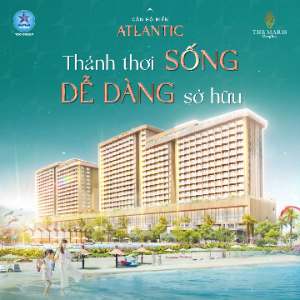 CĂN HỘ BIỂN
ATLANTIC
THE MARIS
Thảnh thơi SỐNG
DỄ DÀNG sở hữu